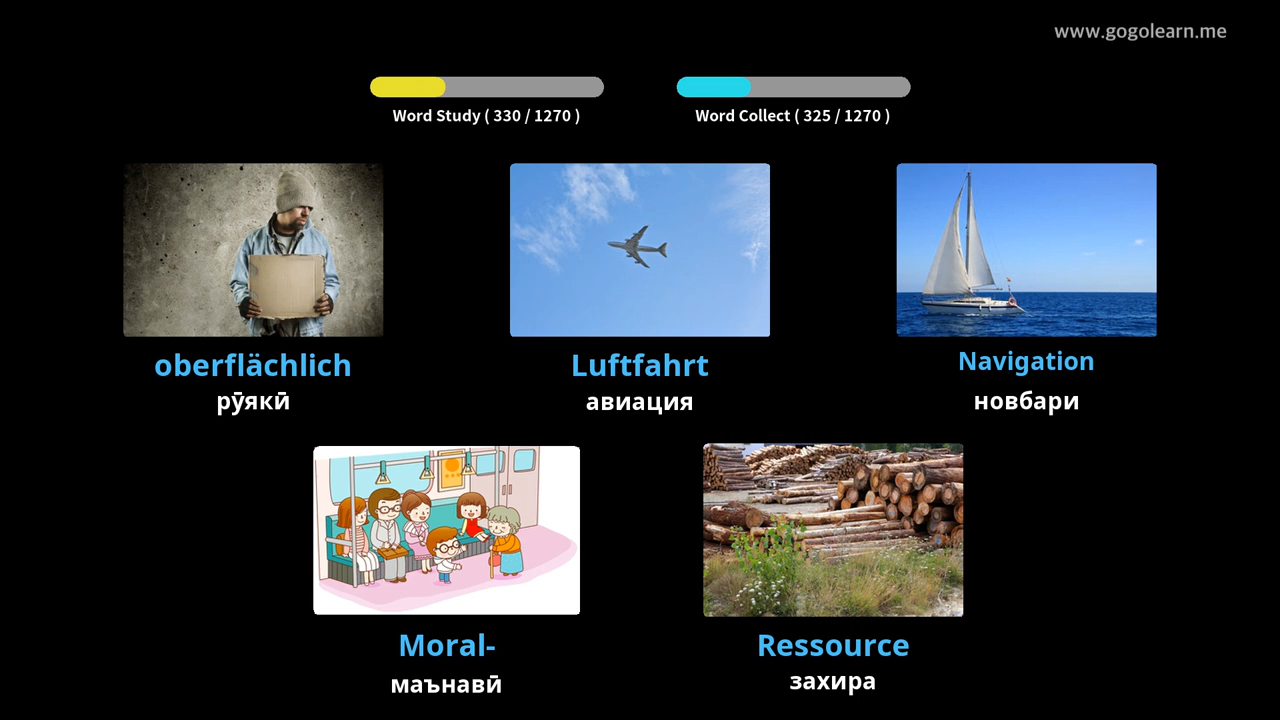 www.gogolearn.me
Word Study ( 330 / 1270 )
Word Collect ( 325 / 1270 )
oberflächlich
рӯякӣ
Luftfahrt
авиация
Navigation
новбари
Moral-
маънавӣ
Ressource
захира